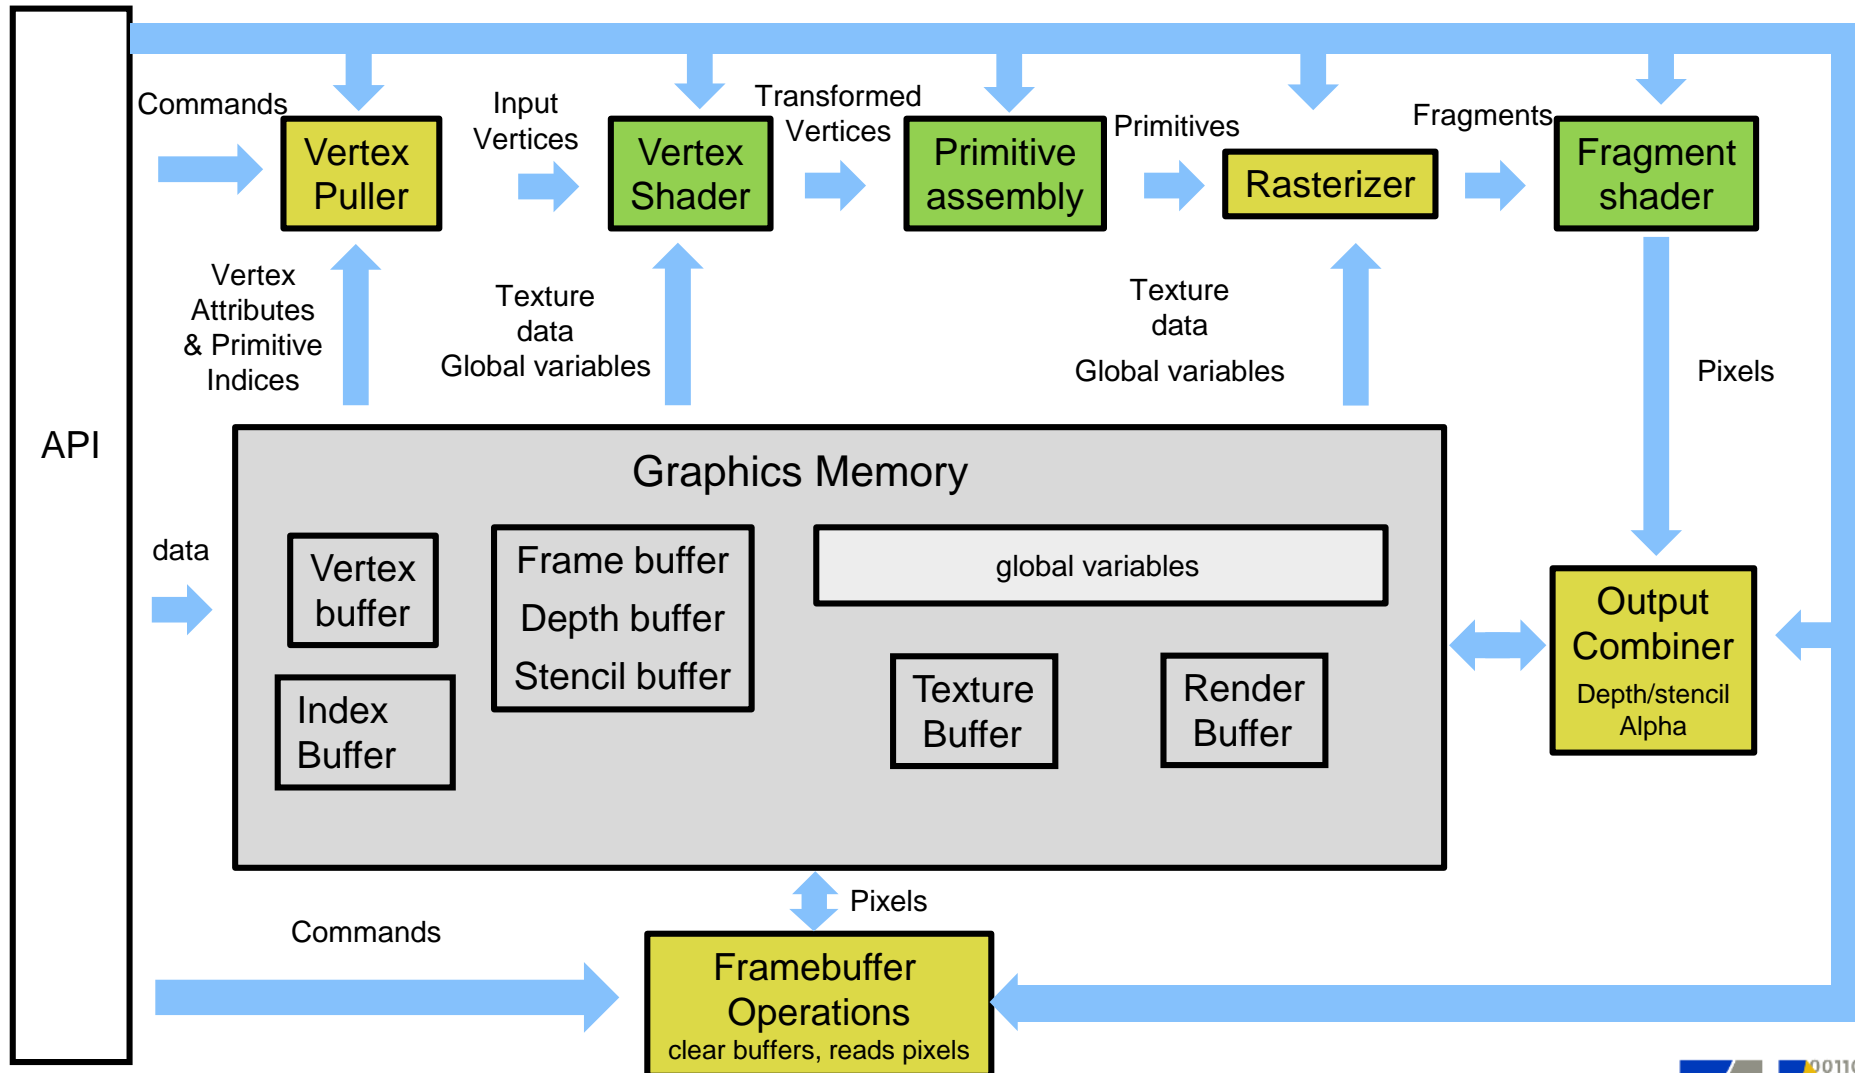 API
Commands
Vertex
Puller
Input
Vertices
Vertex
Shader
Transformed
Vertices
Primitive
assembly
Primitives
Rasterizer
Fragments
Fragment
shader
Vertex
Attributes
& Primitive
Indices
Texture
data
Global variables
Texture
data
Global variables
Pixels
data
Graphics Memory
Vertex
buffer
Index
Buffer
Frame buffer
Depth buffer
Stencil buffer
global variables
Texture
Buffer
Render
Buffer
Output
Combiner
Depth/stencil
Alpha
Pixels
Commands
Framebuffer
Operations
clear buffers, reads pixels